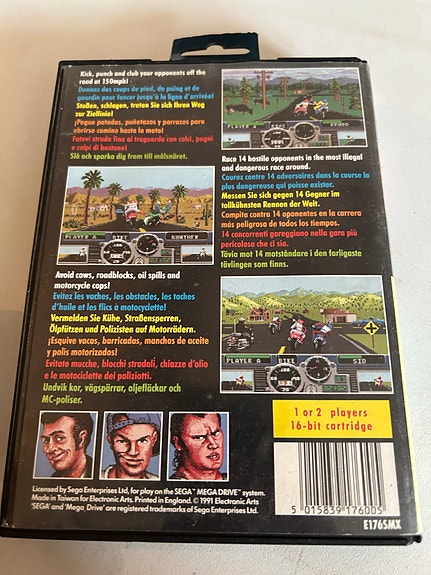 Kick, punch and club your opponents off the
road at 150mph!
Donnez des coups de pied, de poing et de
gourdin pour foncer jusqu'à la ligne d'arrivée!
Stoßen, schlagen, treten Sie sich Ihren Weg
zur Ziellinie!
¡Pegue patadas, puñetazos y porrazos para
abrirse camino hasta la meta!
Fatevi strada fino al traguardo con calci, pugni
e colpi di bastone!
Slå och sparka dig fram till målsnöret.
PLAYER A
Race 14 hostile opponents in the most illegal
and dangerous race around.
Courez contre 14 adversaires dans la course la
plus dangereuse qui puisse exister.
Messen Sie sich gegen 14 Gegner im
tollkühnsten Rennen der Welt.
Compita contra 14 oponentes en la carrera
más peligrosa de todos los tiempos.
14 concorrenti gareggiano nella gara più
pericolosa che ci sia.
Tävla mot 14 motståndare i den farligaste
tävlingen som finns.
PLAYER A BIKE GUNTHER
Avoid cows, roadblocks, oil spills and
motorcycle cops!
Evitez les vaches, les obstacles, les taches
d'huile et les flics à motocyclette!
Vermeiden Sie Kühe, Straßensperren,
Ölpfützen und Polizisten auf Motorrädern.
¡Esquive vacas, barricadas, manchas de aceite
y polis motorizados!
Evitate mucche, blocchi stradali, chiazze d'olio
e le motociclette dei poliziotti.
Undvik kor, vägspärrar, oljefläckar och
MC-poliser.
PLAYER A BIKE SID
1 or 2 players
16-bit cartridge
Licensed by Sega Enterprises Ltd, for play on the SEGA™ MEGA DRIVE™ system.
Made in Taiwan for Electronic Arts. Printed in England. © 1991 Electronic Arts
'SEGA' and 'Mega Drive' are registered trademarks of Sega Enterprises Ltd.
5 015839 176005
E1765MX